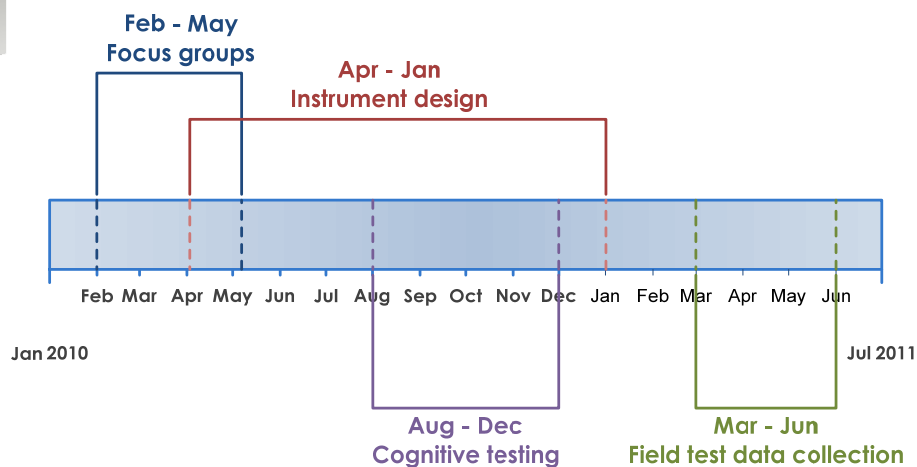 Feb - May
Focus groups
Apr - Jan
Instrument design
Feb Mar Apr May Jun Jul Aug Sep Oct Nov Dec Jan Feb Mar Apr May Jun
Jan 2010
Jul 2011
Aug - Dec
Cognitive testing
Mar - Jun
Field test data collection